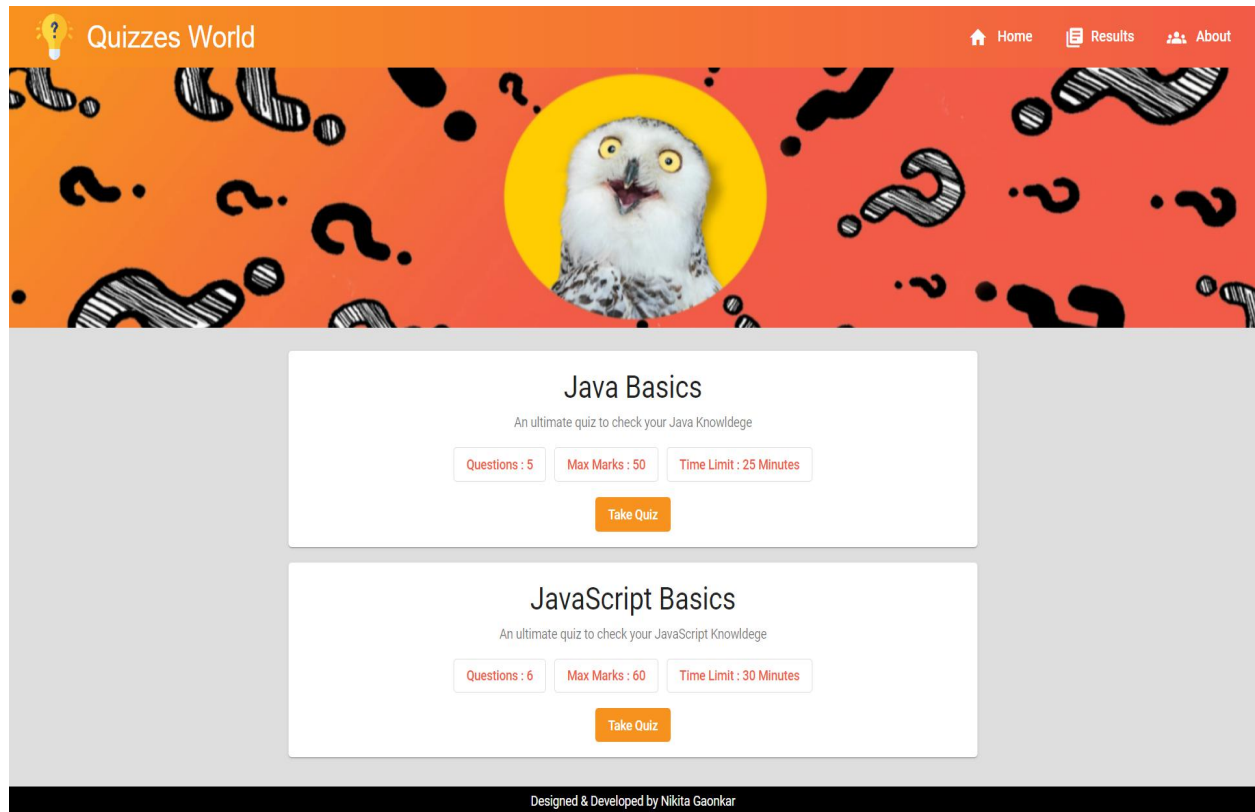 Quizzes World
Home Results About
Java Basics
An ultimate quiz to check your Java Knowldege
Questions : 5 Max Marks : 50 Time Limit : 25 Minutes
Take Quiz
JavaScript Basics
An ultimate quiz to check your JavaScript Knowldege
Questions : 6 Max Marks : 60 Time Limit : 30 Minutes
Take Quiz
Designed & Developed by Nikita Gaonkar